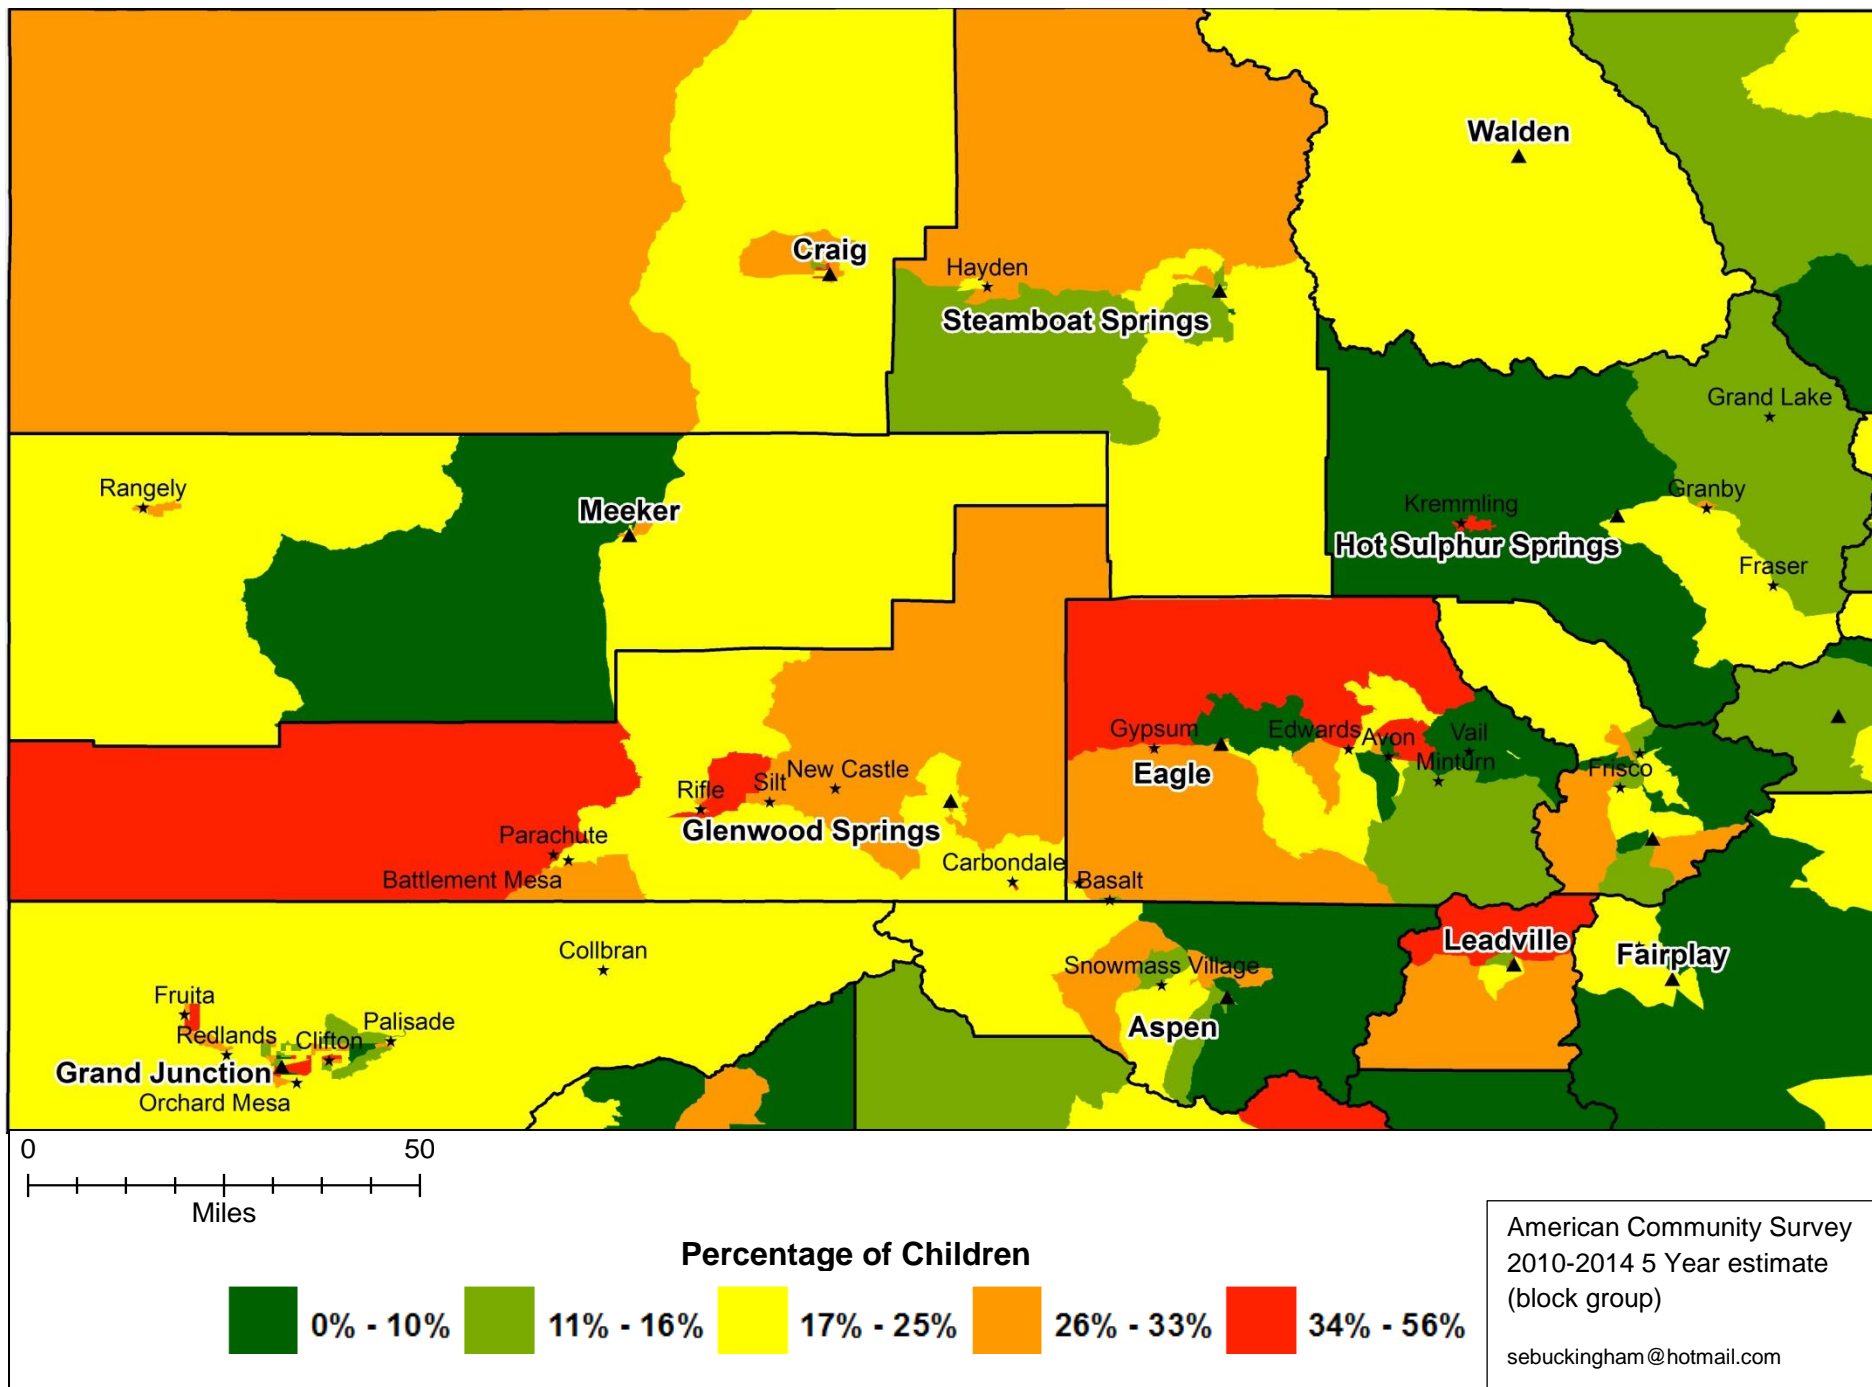 Walden
Craig
Hayden
Steamboat Springs
Grand Lake
Rangely
Meeker
Kremmling
Granby
Hot Sulphur Springs
Fraser
Gypsum
Edwards
Avon
Vail
Minturn
Frisco
Eagle
Rifle
Silt
New Castle
Glenwood Springs
Parachute
Battlement Mesa
Carbondale
Basalt
Collbran
Snowmass Village
Leadville
Fairplay
Fruita
Redlands
Clifton
Palisade
Aspen
Grand Junction
Orchard Mesa
0 50
Miles
Percentage of Children
0% - 10% 11% - 16% 17% - 25% 26% - 33% 34% - 56%
American Community Survey
2010-2014 5 Year estimate
(block group)
sebuckingham@hotmail.com